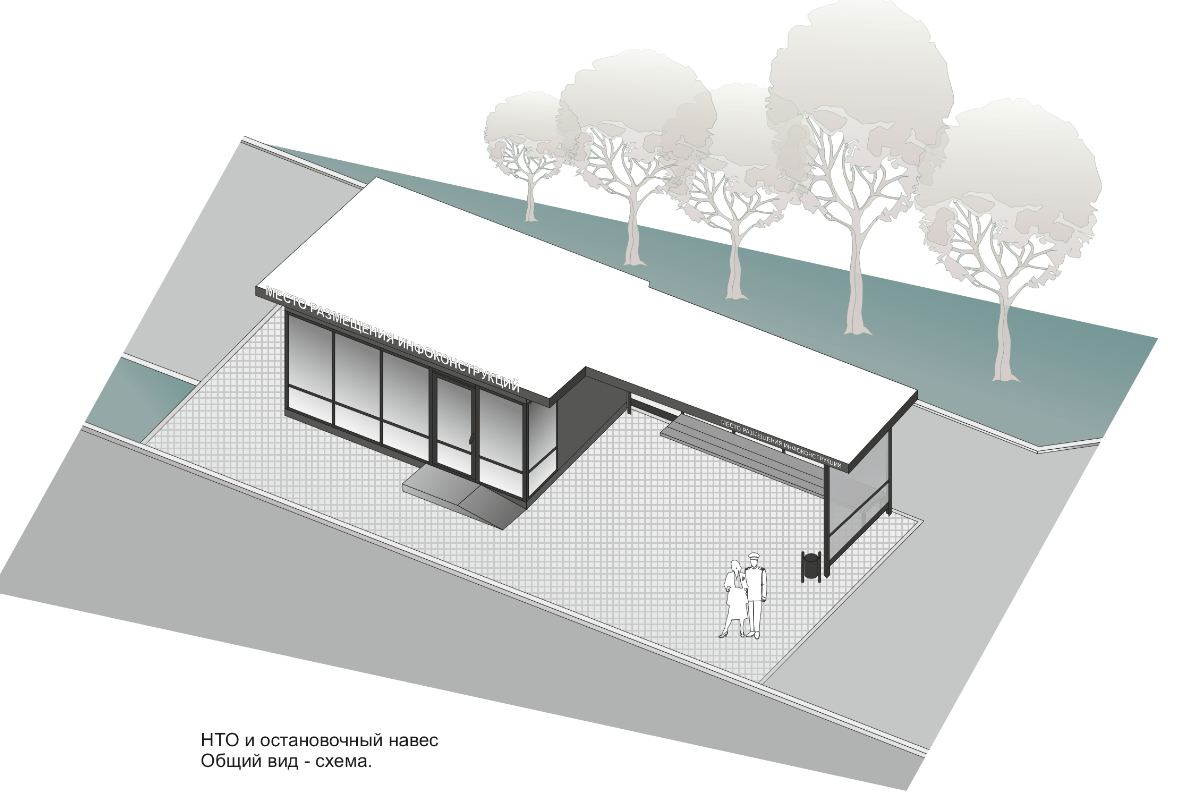 МЕСТО РАЗМЕЩЕНИЯ ИНФОКОНСТРУКЦИЙ
МЕСТО РАЗМЕЩЕНИЯ ИНФОКОНСТРУКЦИЙ
НТО и остановочный навес
Общий вид - схема.